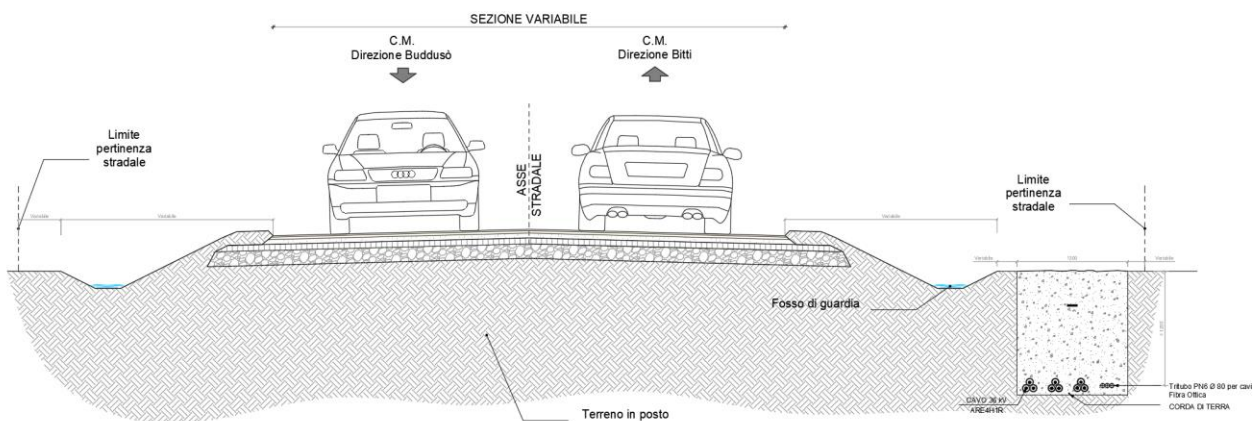 SEZIONE VARIABILE
C.M.
Direzione Buddusò
C.M.
Direzione Bitti
Limite
pertinenza
stradale
ASSE
STRADALE
Limite
pertinenza
stradale
Variabile
Variabile
Variabile
Variabile
Variabile
Fosso di guardia
Terreno in posto
CAVO 36 kV
ARE4H1R
Tritubo PN6 Ø 80 per cavi
Fibra Ottica
CORDA DI TERRA